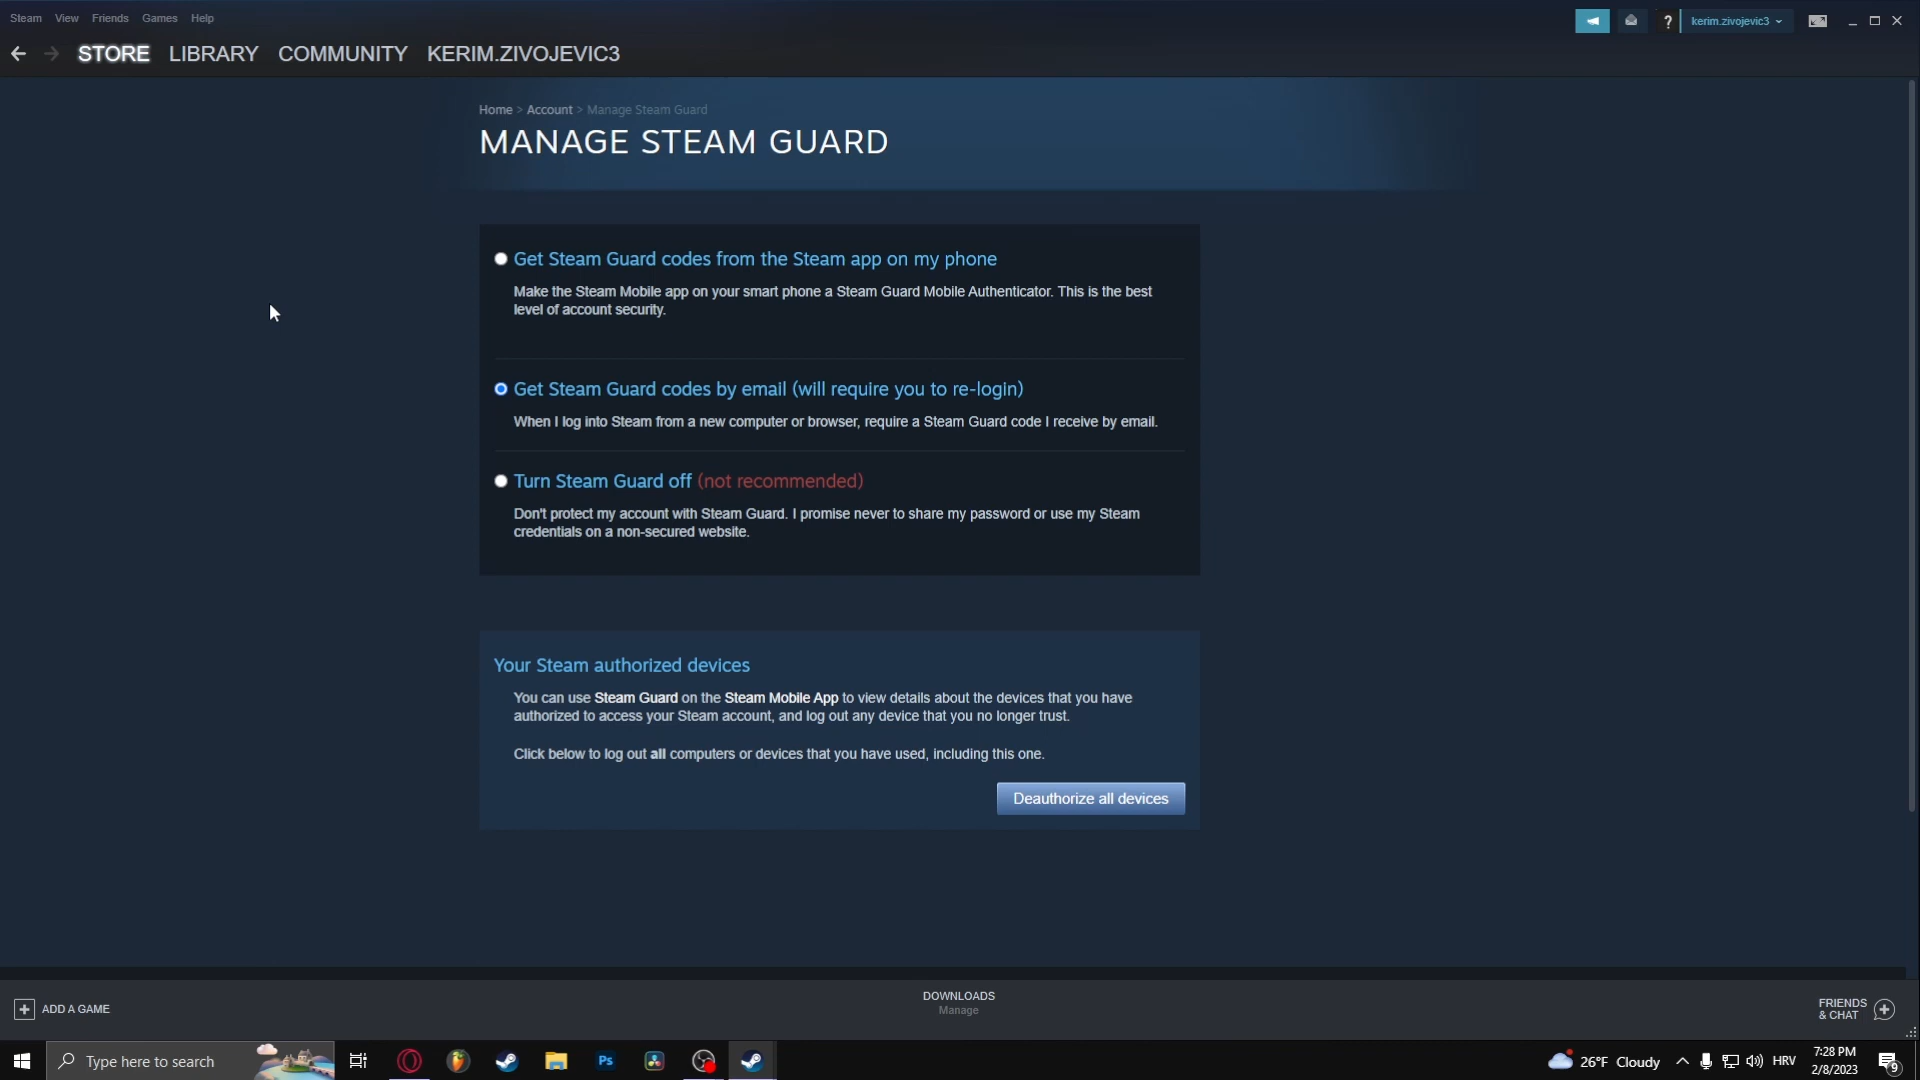 Steam View Friends Games Help
? kerim.zivojevic3
STORE LIBRARY COMMUNITY KERIM.ZIVOJEVIC3
Home > Account > Manage Steam Guard
MANAGE STEAM GUARD
Get Steam Guard codes from the Steam app on my phone
Make the Steam Mobile app on your smart phone a Steam Guard Mobile Authenticator. This is the best
level of account security.
Get Steam Guard codes by email (will require you to re-login)
When I log into Steam from a new computer or browser, require a Steam Guard code I receive by email.
Turn Steam Guard off (not recommended)
Don't protect my account with Steam Guard. I promise never to share my password or use my Steam
credentials on a non-secured website.
Your Steam authorized devices
You can use Steam Guard on the Steam Mobile App to view details about the devices that you have
authorized to access your Steam account, and log out any device that you no longer trust.
Click below to log out all computers or devices that you have used, including this one.
Deauthorize all devices
ADD A GAME
DOWNLOADS
Manage
FRIENDS
& CHAT
Type here to search
Ps
26°F Cloudy
HRV
7:28 PM
2/8/2023
9